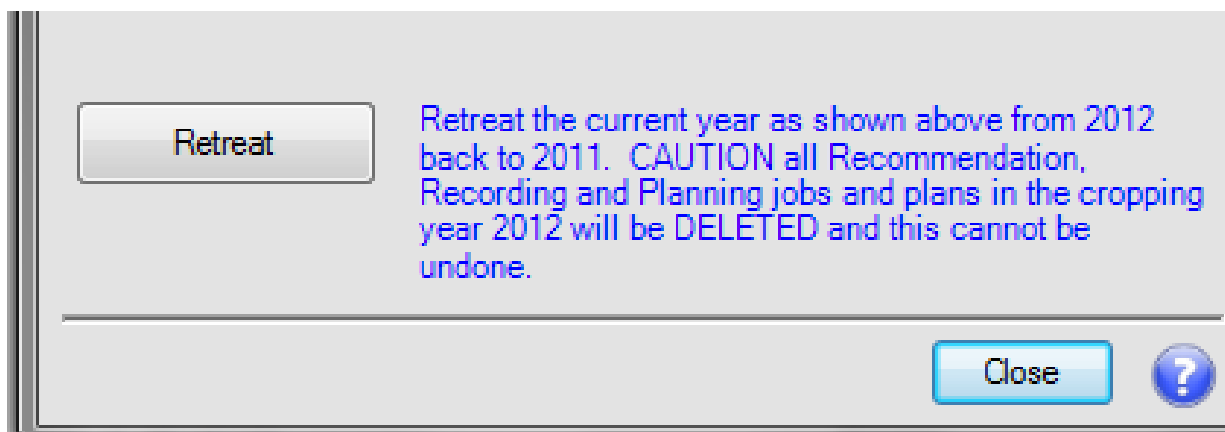 Retreat
Retreat the current year as shown above from 2012
back to 2011.  CAUTION all Recommendation,
Recording and Planning jobs and plans in the cropping
year 2012 will be DELETED and this cannot be
undone.
Close
?